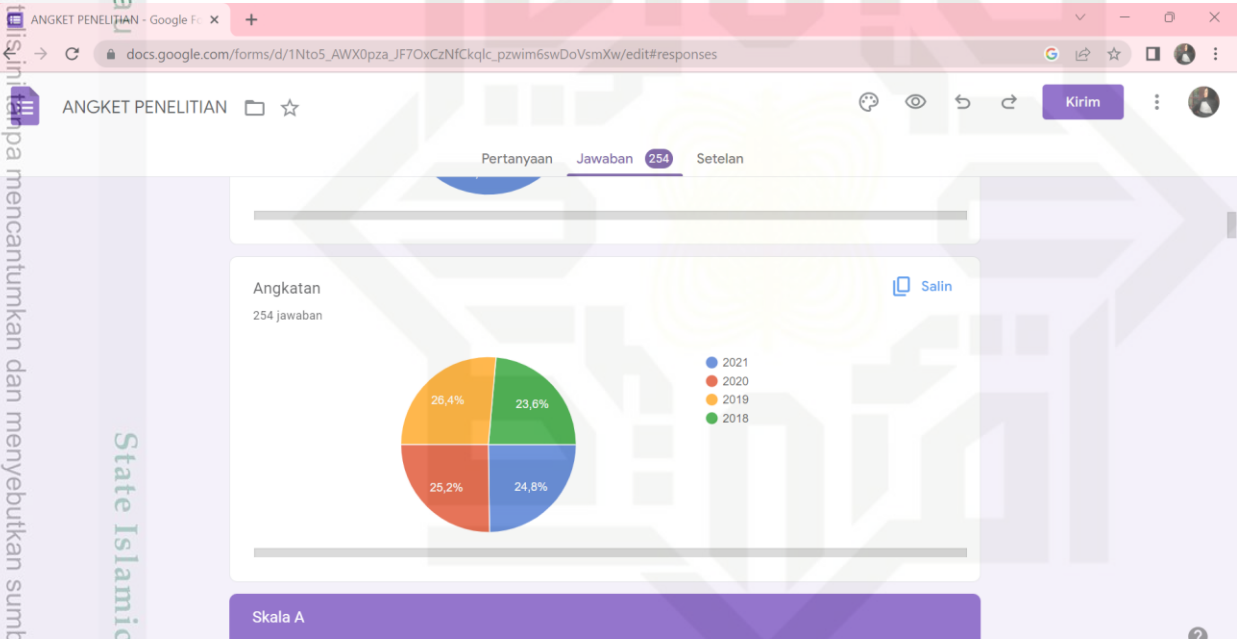 ANGKET PENELITIAN - Google Fo
docs.google.com/forms/d/1Nto5_AWX0pza_JF7OxCzNfCkqlc_pzwim6swDoVsmXw/edit#responses
ANGKET PENELITIAN
Kirim
Pertanyaan Jawaban 254 Setelan
Angkatan
Salin
254 jawaban
26,4%
23,6%
25,2%
24,8%
2021
2020
2019
2018
Skala A
tulis ini tanpa mencantumkan dan menyebutkan sumb
au
State Islamic